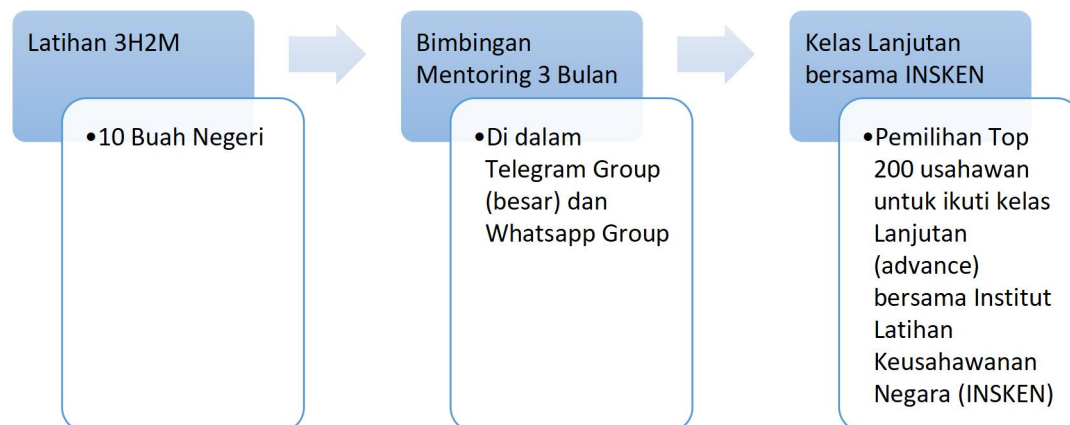 Latihan 3H2M
•10 Buah Negeri
Bimbingan
Mentoring 3 Bulan
•Di dalam
Telegram Group
(besar) dan
Whatsapp Group
Kelas Lanjutan
bersama INSKEN
•Pemilihan Top
200 usahawan
untuk ikuti kelas
Lanjutan
(advance)
bersama Institut
Latihan
Keusahawanan
Negara (INSKEN)